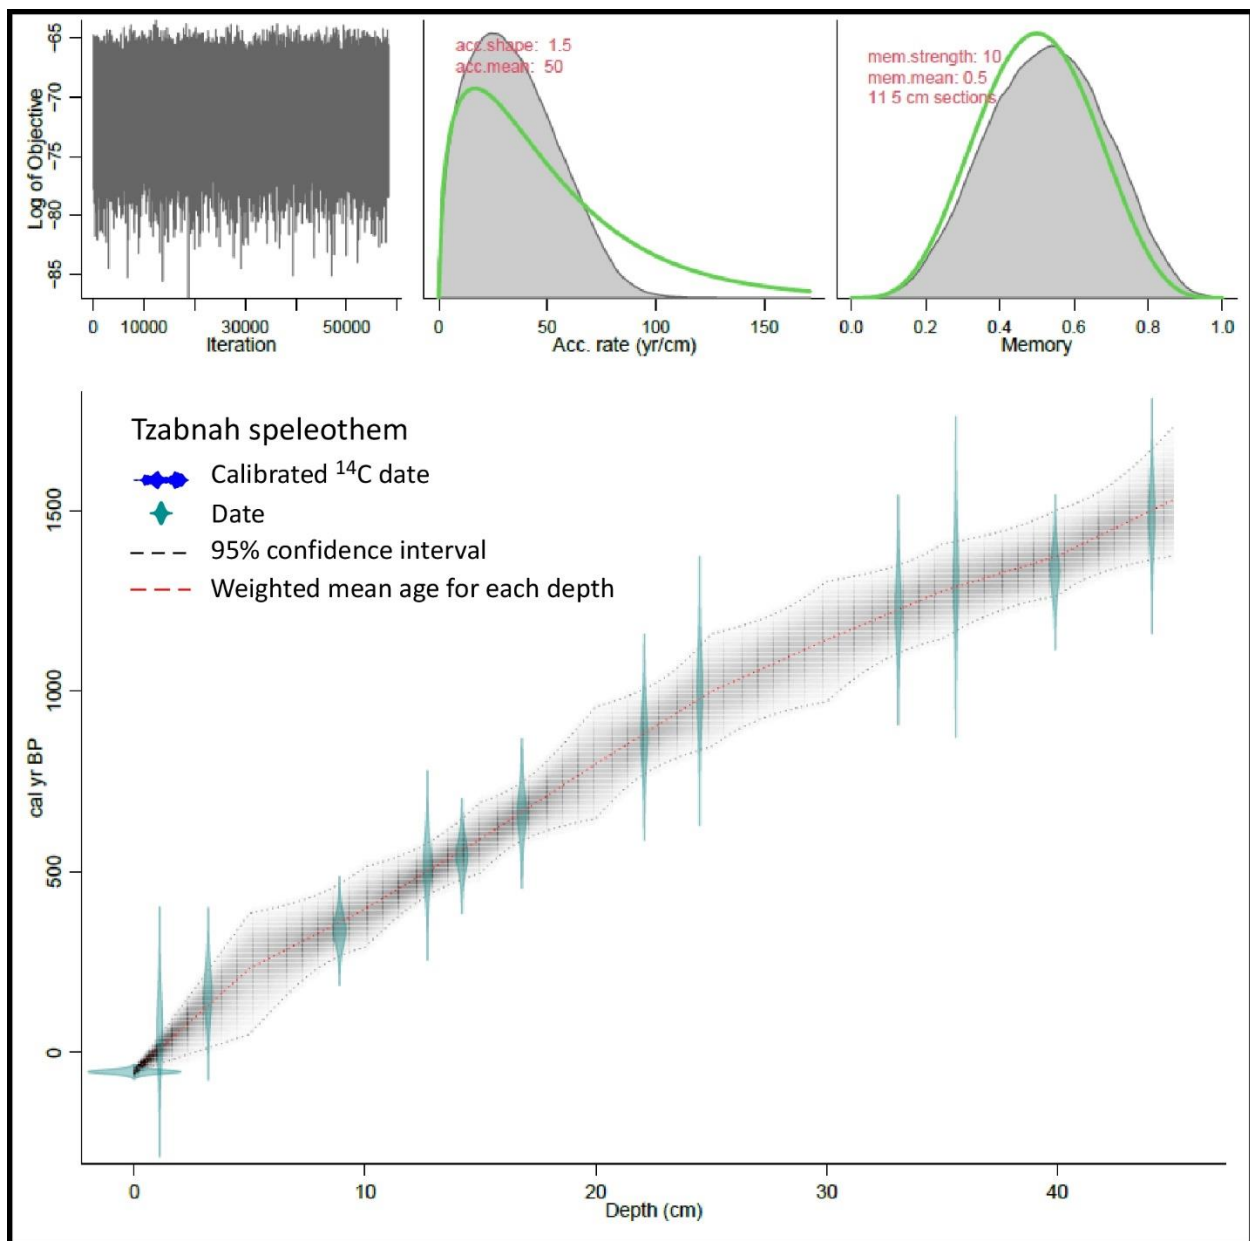 Log of Objective
-65
-70
-75
-80
-85
0 10000 30000 50000
Iteration
acc.shape: 1.5
acc.mean: 50
0 50 100 150
Acc. rate (yr/cm)
mem.strength: 10
mem.mean: 0.5
11 5 cm sections
0.0 0.2 0.4 0.6 0.8 1.0
Memory
Tzabnah speleothem
Calibrated 14C date
Date
95% confidence interval
Weighted mean age for each depth
cal yr BP
1500
1000
500
0
0 10 20 30 40
Depth (cm)